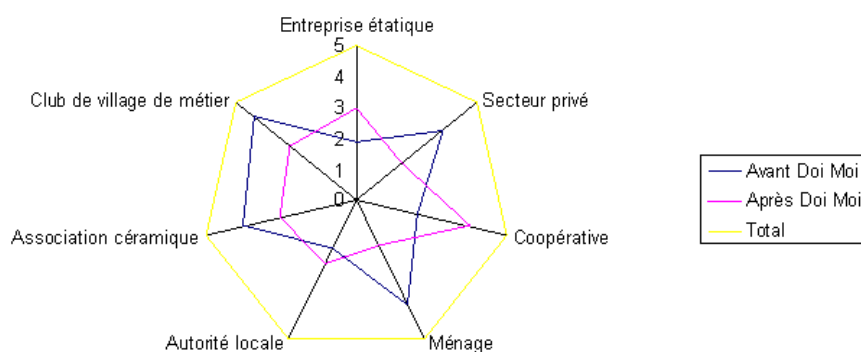 Entreprise étatique
5
4
3
2
1
0
Club de village de métier
Secteur privé
Association céramique
Coopérative
Autorité locale
Ménage
Avant Doi Moi
Après Doi Moi
Total